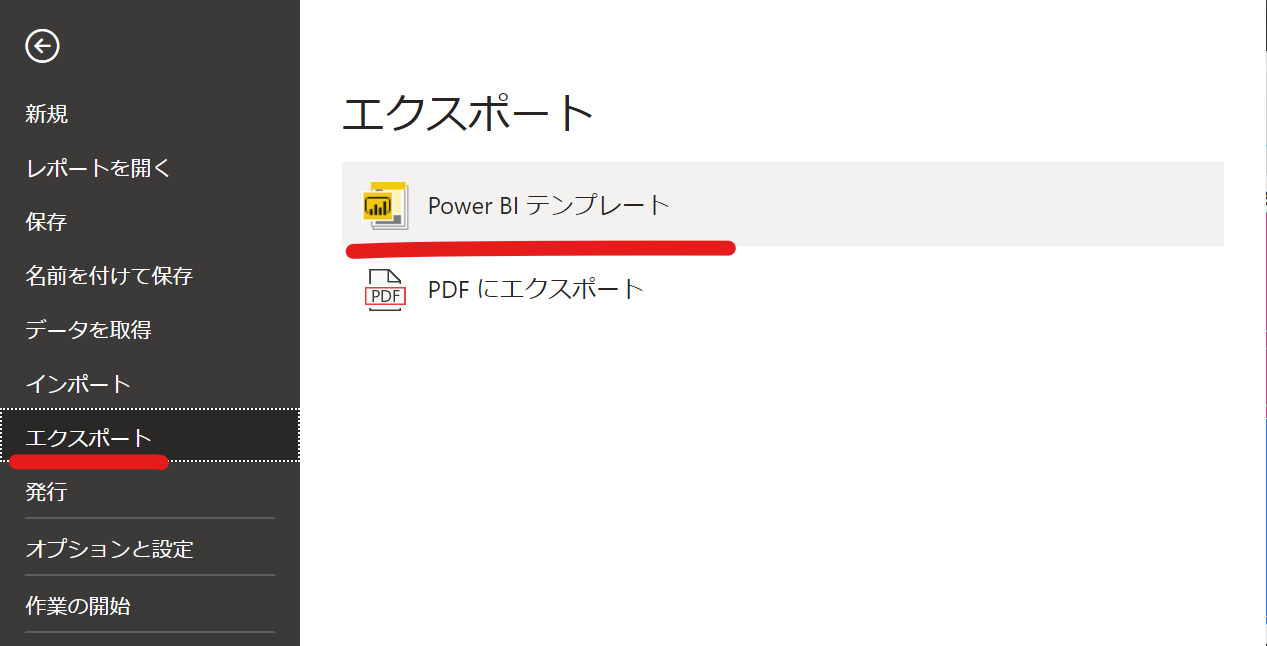 新規
レポートを開く
保存
名前を付けて保存
データを取得
インポート
エクスポート
発行
オプションと設定
作業の開始
エクスポート
Power BI テンプレート
PDF にエクスポート
PDF